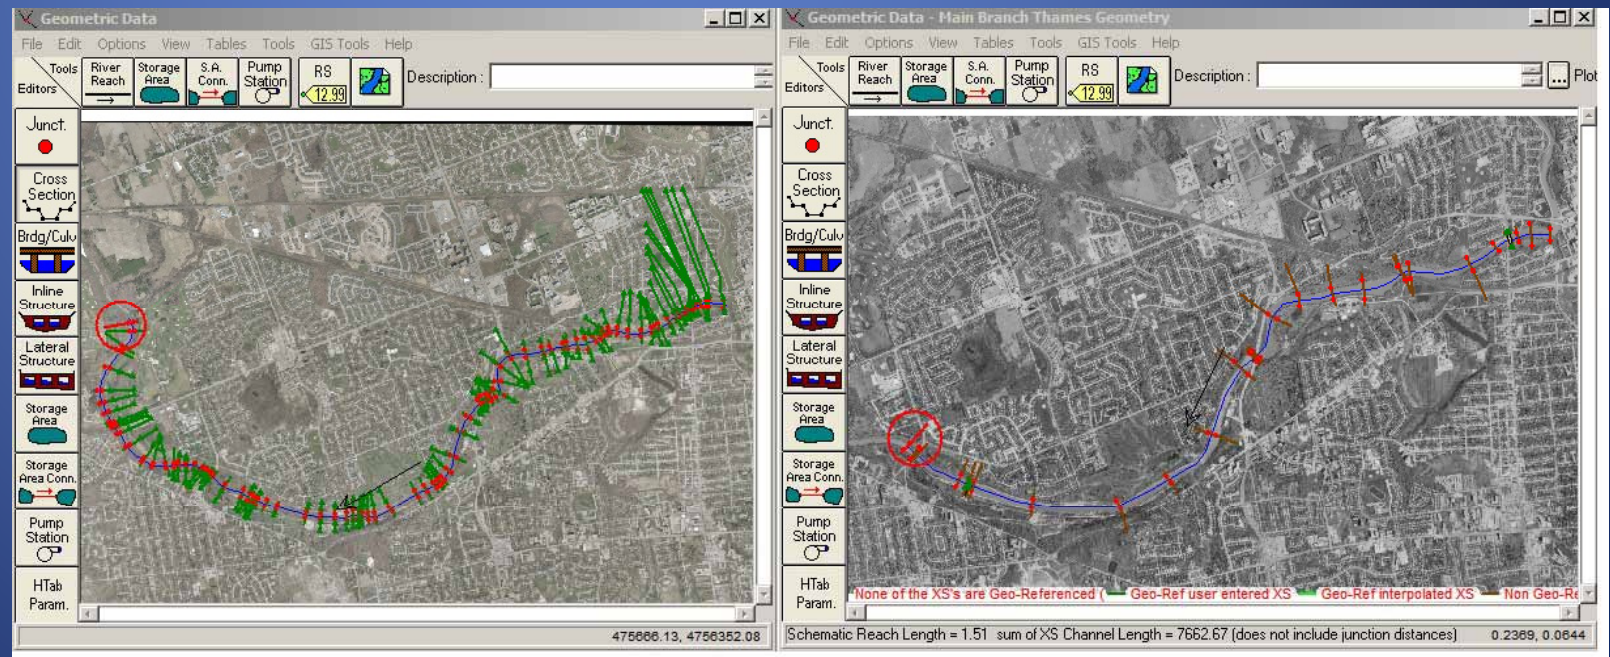 Geometric Data
File Edit Options View Tables Tools GIS Tools Help
Tools
Editors
River
Reach
Storage
Area
S.A.
Conn.
Pump
Station
RS
12.99
Description :
Junct.
Cross
Section
Brdg/Culv
Inline
Structure
Lateral
Structure
Storage
Area
Storage
Area Conn.
Pump
Station
HTab
Param.
475666.13, 4756352.08
Geometric Data - Main Branch Thames Geometry
File Edit Options View Tables Tools GIS Tools Help
Tools
Editors
River
Reach
Storage
Area
S.A.
Conn.
Pump
Station
RS
12.99
Description :
...
Plot
Junct.
Cross
Section
Brdg/Culv
Inline
Structure
Lateral
Structure
Storage
Area
Storage
Area Conn.
Pump
Station
HTab
Param.
None of the XS's are Geo-Referenced ( Geo-Ref user entered XS Geo-Ref interpolated XS Non Geo-Re
Schematic Reach Length = 1.51 sum of XS Channel Length = 7662.67 (does not include junction distances) 0.2369, 0.0644